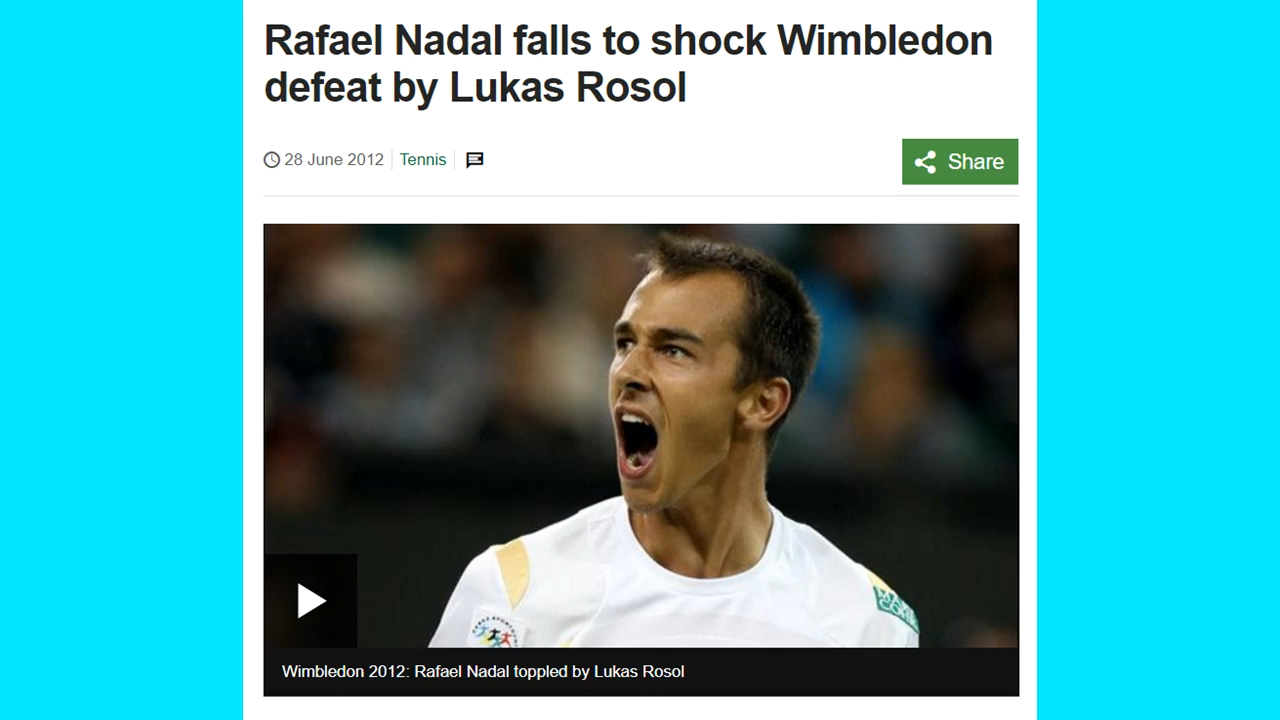 Rafael Nadal falls to shock Wimbledon
defeat by Lukas Rosol
28 June 2012 Tennis
Share
Wimbledon 2012: Rafael Nadal toppled by Lukas Rosol